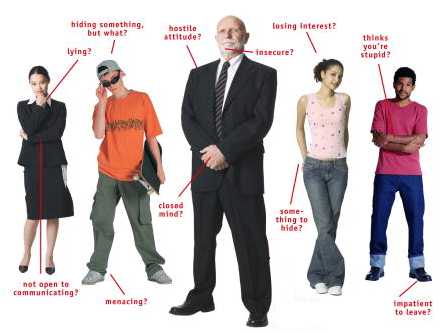 hiding something,
but what?
lying?
hostile
attitude?
insecure?
losing interest?
thinks
you're
stupid?
closed
mind?
some-
thing to
hide?
not open to
communicating?
menacing?
impatient
to leave?